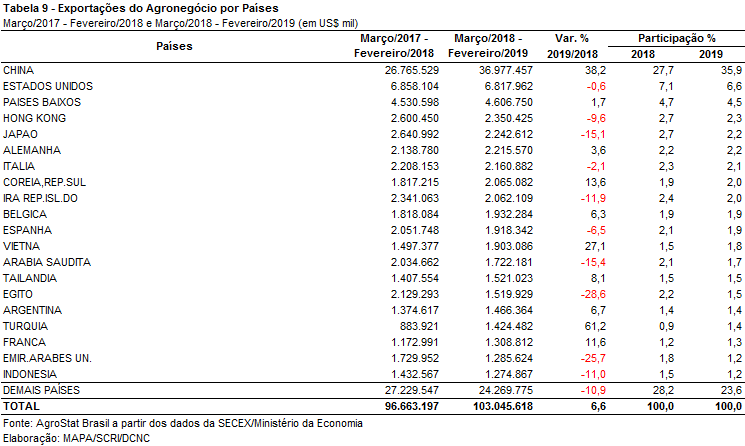 Tabela 9 - Exportações do Agronegócio por Países
Março/2017 - Fevereiro/2018 e Março/2018 - Fevereiro/2019 (em US$ mil)
Países Março/2017 - Fevereiro/2018 Março/2018 - Fevereiro/2019 Var. % 2019/2018 Participação % 2018 2019
CHINA 26.765.529 36.977.457 38,2 27,7 35,9
ESTADOS UNIDOS 6.858.104 6.817.962 -0,6 7,1 6,6
PAISES BAIXOS 4.530.598 4.606.750 1,7 4,7 4,5
HONG KONG 2.600.450 2.350.425 -9,6 2,7 2,3
JAPAO 2.640.992 2.242.612 -15,1 2,7 2,2
ALEMANHA 2.138.780 2.215.570 3,6 2,2 2,2
ITALIA 2.208.153 2.160.882 -2,1 2,3 2,1
COREIA,REP.SUL 1.817.215 2.065.082 13,6 1,9 2,0
IRA REP.ISL.DO 2.341.063 2.062.109 -11,9 2,4 2,0
BELGICA 1.818.084 1.932.284 6,3 1,9 1,9
ESPANHA 2.051.748 1.918.342 -6,5 2,1 1,9
VIETNA 1.497.377 1.903.086 27,1 1,5 1,8
ARABIA SAUDITA 2.034.662 1.722.181 -15,4 2,1 1,7
TAILANDIA 1.407.554 1.521.023 8,1 1,5 1,5
EGITO 2.129.293 1.519.929 -28,6 2,2 1,5
ARGENTINA 1.374.617 1.466.364 6,7 1,4 1,4
TURQUIA 883.921 1.424.482 61,2 0,9 1,4
FRANCA 1.172.991 1.308.812 11,6 1,2 1,3
EMIR.ARABES UN. 1.729.952 1.285.624 -25,7 1,8 1,2
INDONESIA 1.432.567 1.274.867 -11,0 1,5 1,2
DEMAIS PAÍSES 27.229.547 24.269.775 -10,9 28,2 23,6
TOTAL 96.663.197 103.045.618 6,6 100,0 100,0
Fonte: AgroStat Brasil a partir dos dados da SECEX/Ministério da Economia
Elaboração: MAPA/SCRI/DCNC